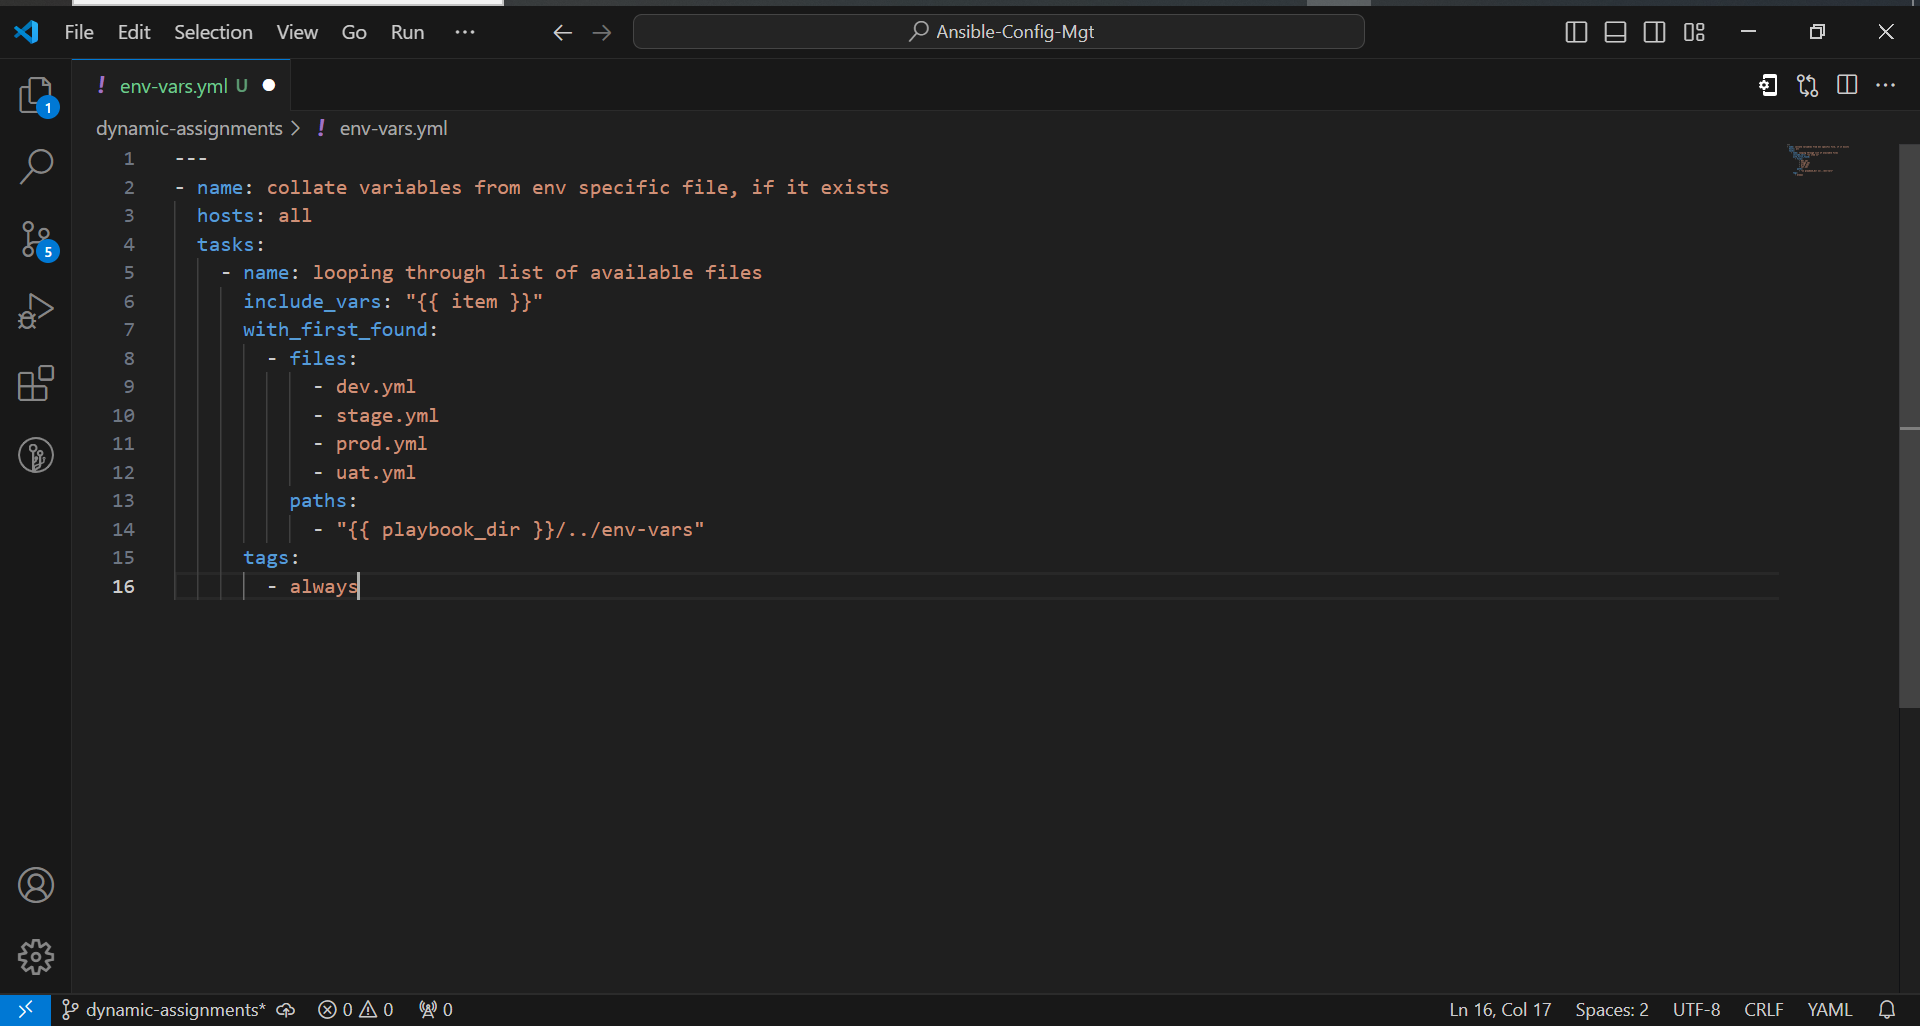 File Edit Selection View Go Run ··· Ansible-Config-Mgt
! env-vars.yml U
dynamic-assignments > ! env-vars.yml
1 ---
2 - name: collate variables from env specific file, if it exists
3   hosts: all
4   tasks:
5     - name: looping through list of available files
6       include_vars: "{{ item }}"
7       with_first_found:
8         - files:
9             - dev.yml
10             - stage.yml
11             - prod.yml
12             - uat.yml
13           paths:
14             - "{{ playbook_dir }}/../env-vars"
15       tags:
16         - always
1
5
dynamic-assignments* 0 0 0 Ln 16, Col 17 Spaces: 2 UTF-8 CRLF YAML